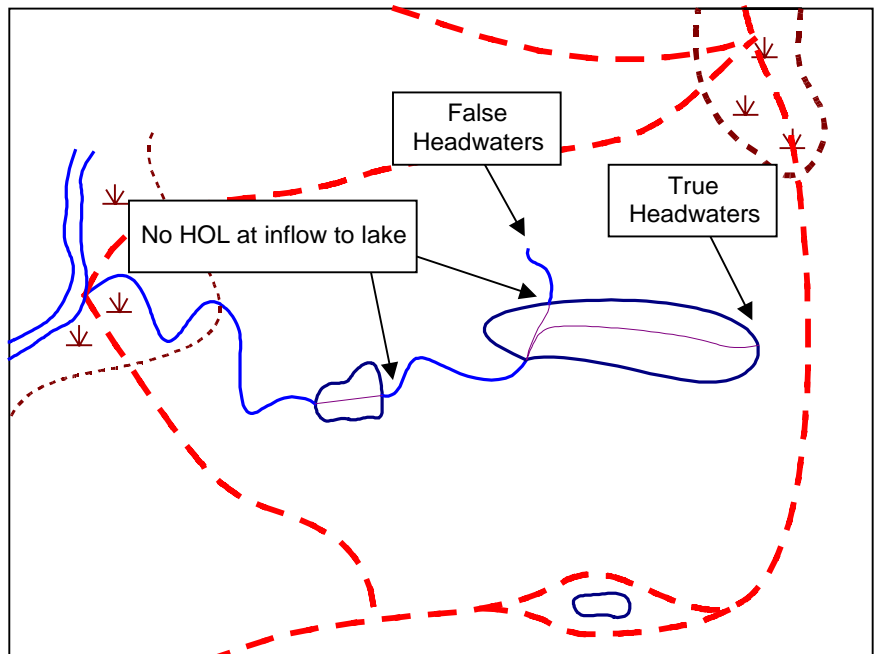 False
Headwaters
True
Headwaters
No HOL at inflow to lake